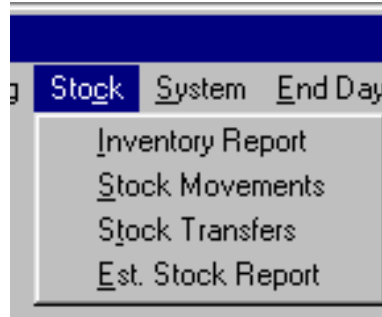 Stock System End Day
Inventory Report
Stock Movements
Stock Transfers
Est. Stock Report